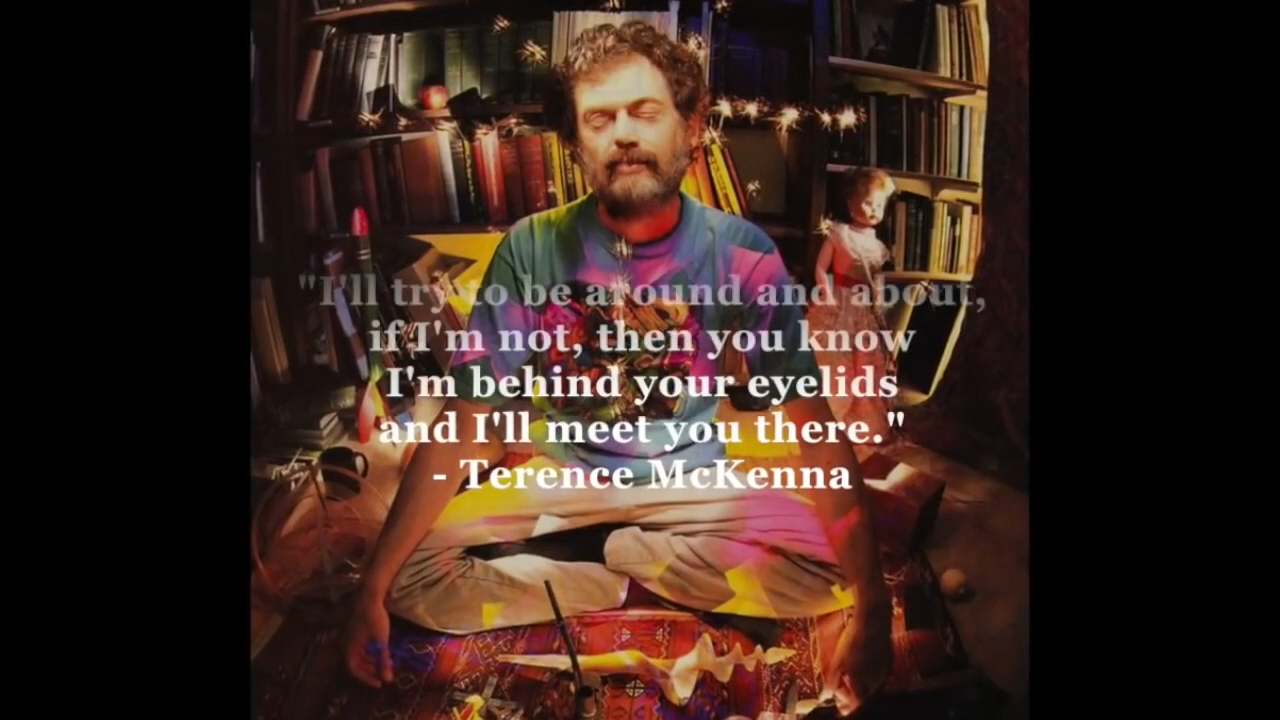 "I'll try to be around and about,
if I'm not, then you know
I'm behind your eyelids
and I'll meet you there."
- Terence McKenna